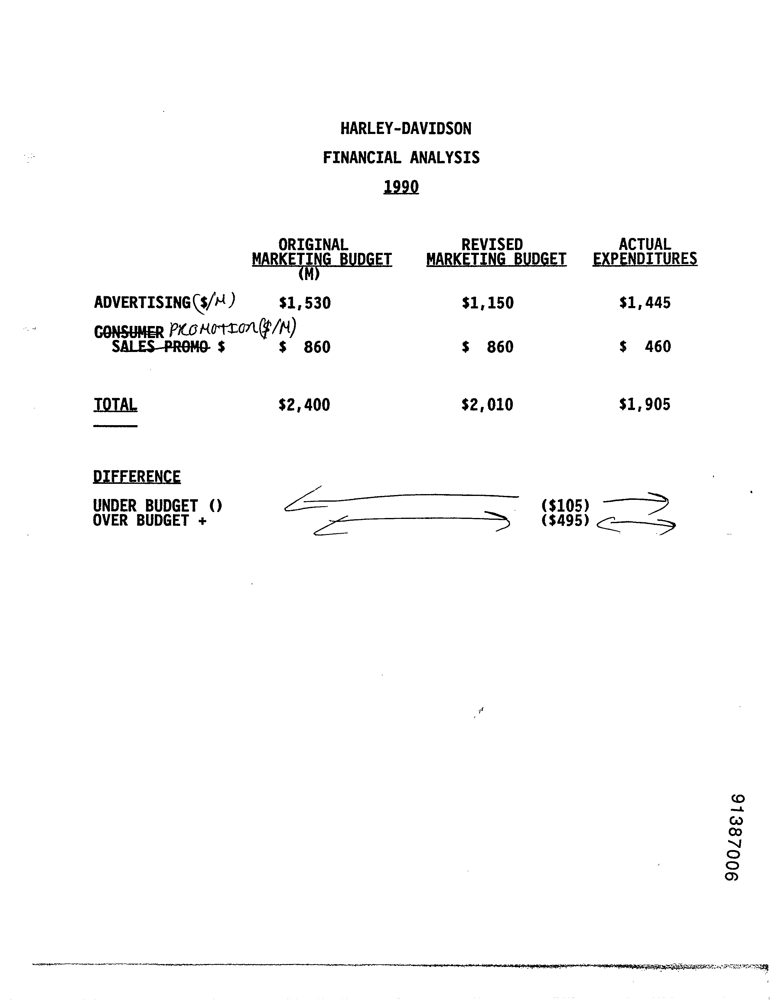 HARLEY-DAVIDSON
FINANCIAL ANALYSIS
1990
ORIGINAL REVISED ACTUAL
MARKETING BUDGET MARKETING BUDGET EXPENDITURES
(M)
ADVERTISING ($/M) $1,530 $1,150 $1,445
CONSUMER PROMOTION ($/M)
SALES PROMO $ $ 860 $ 860 $ 460
TOTAL $2,400 $2,010 $1,905
DIFFERENCE
UNDER BUDGET () ($105)
OVER BUDGET + ($495)
91387006